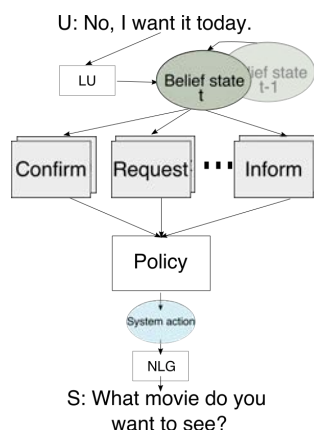 U: No, I want it today.
LU
Belief state
t
lief state
t-1
Confirm
Request
Inform
Policy
System action
NLG
S: What movie do you
want to see?